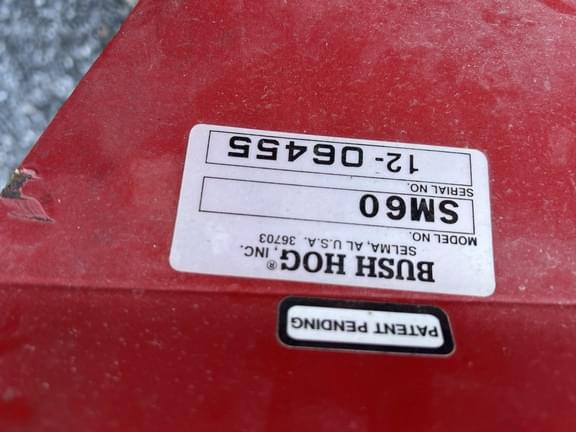 BUSH HOG®, INC.
SELMA, AL U.S.A. 36703
MODEL NO.
SM60
SERIAL NO.
12-06455
PATENT PENDING